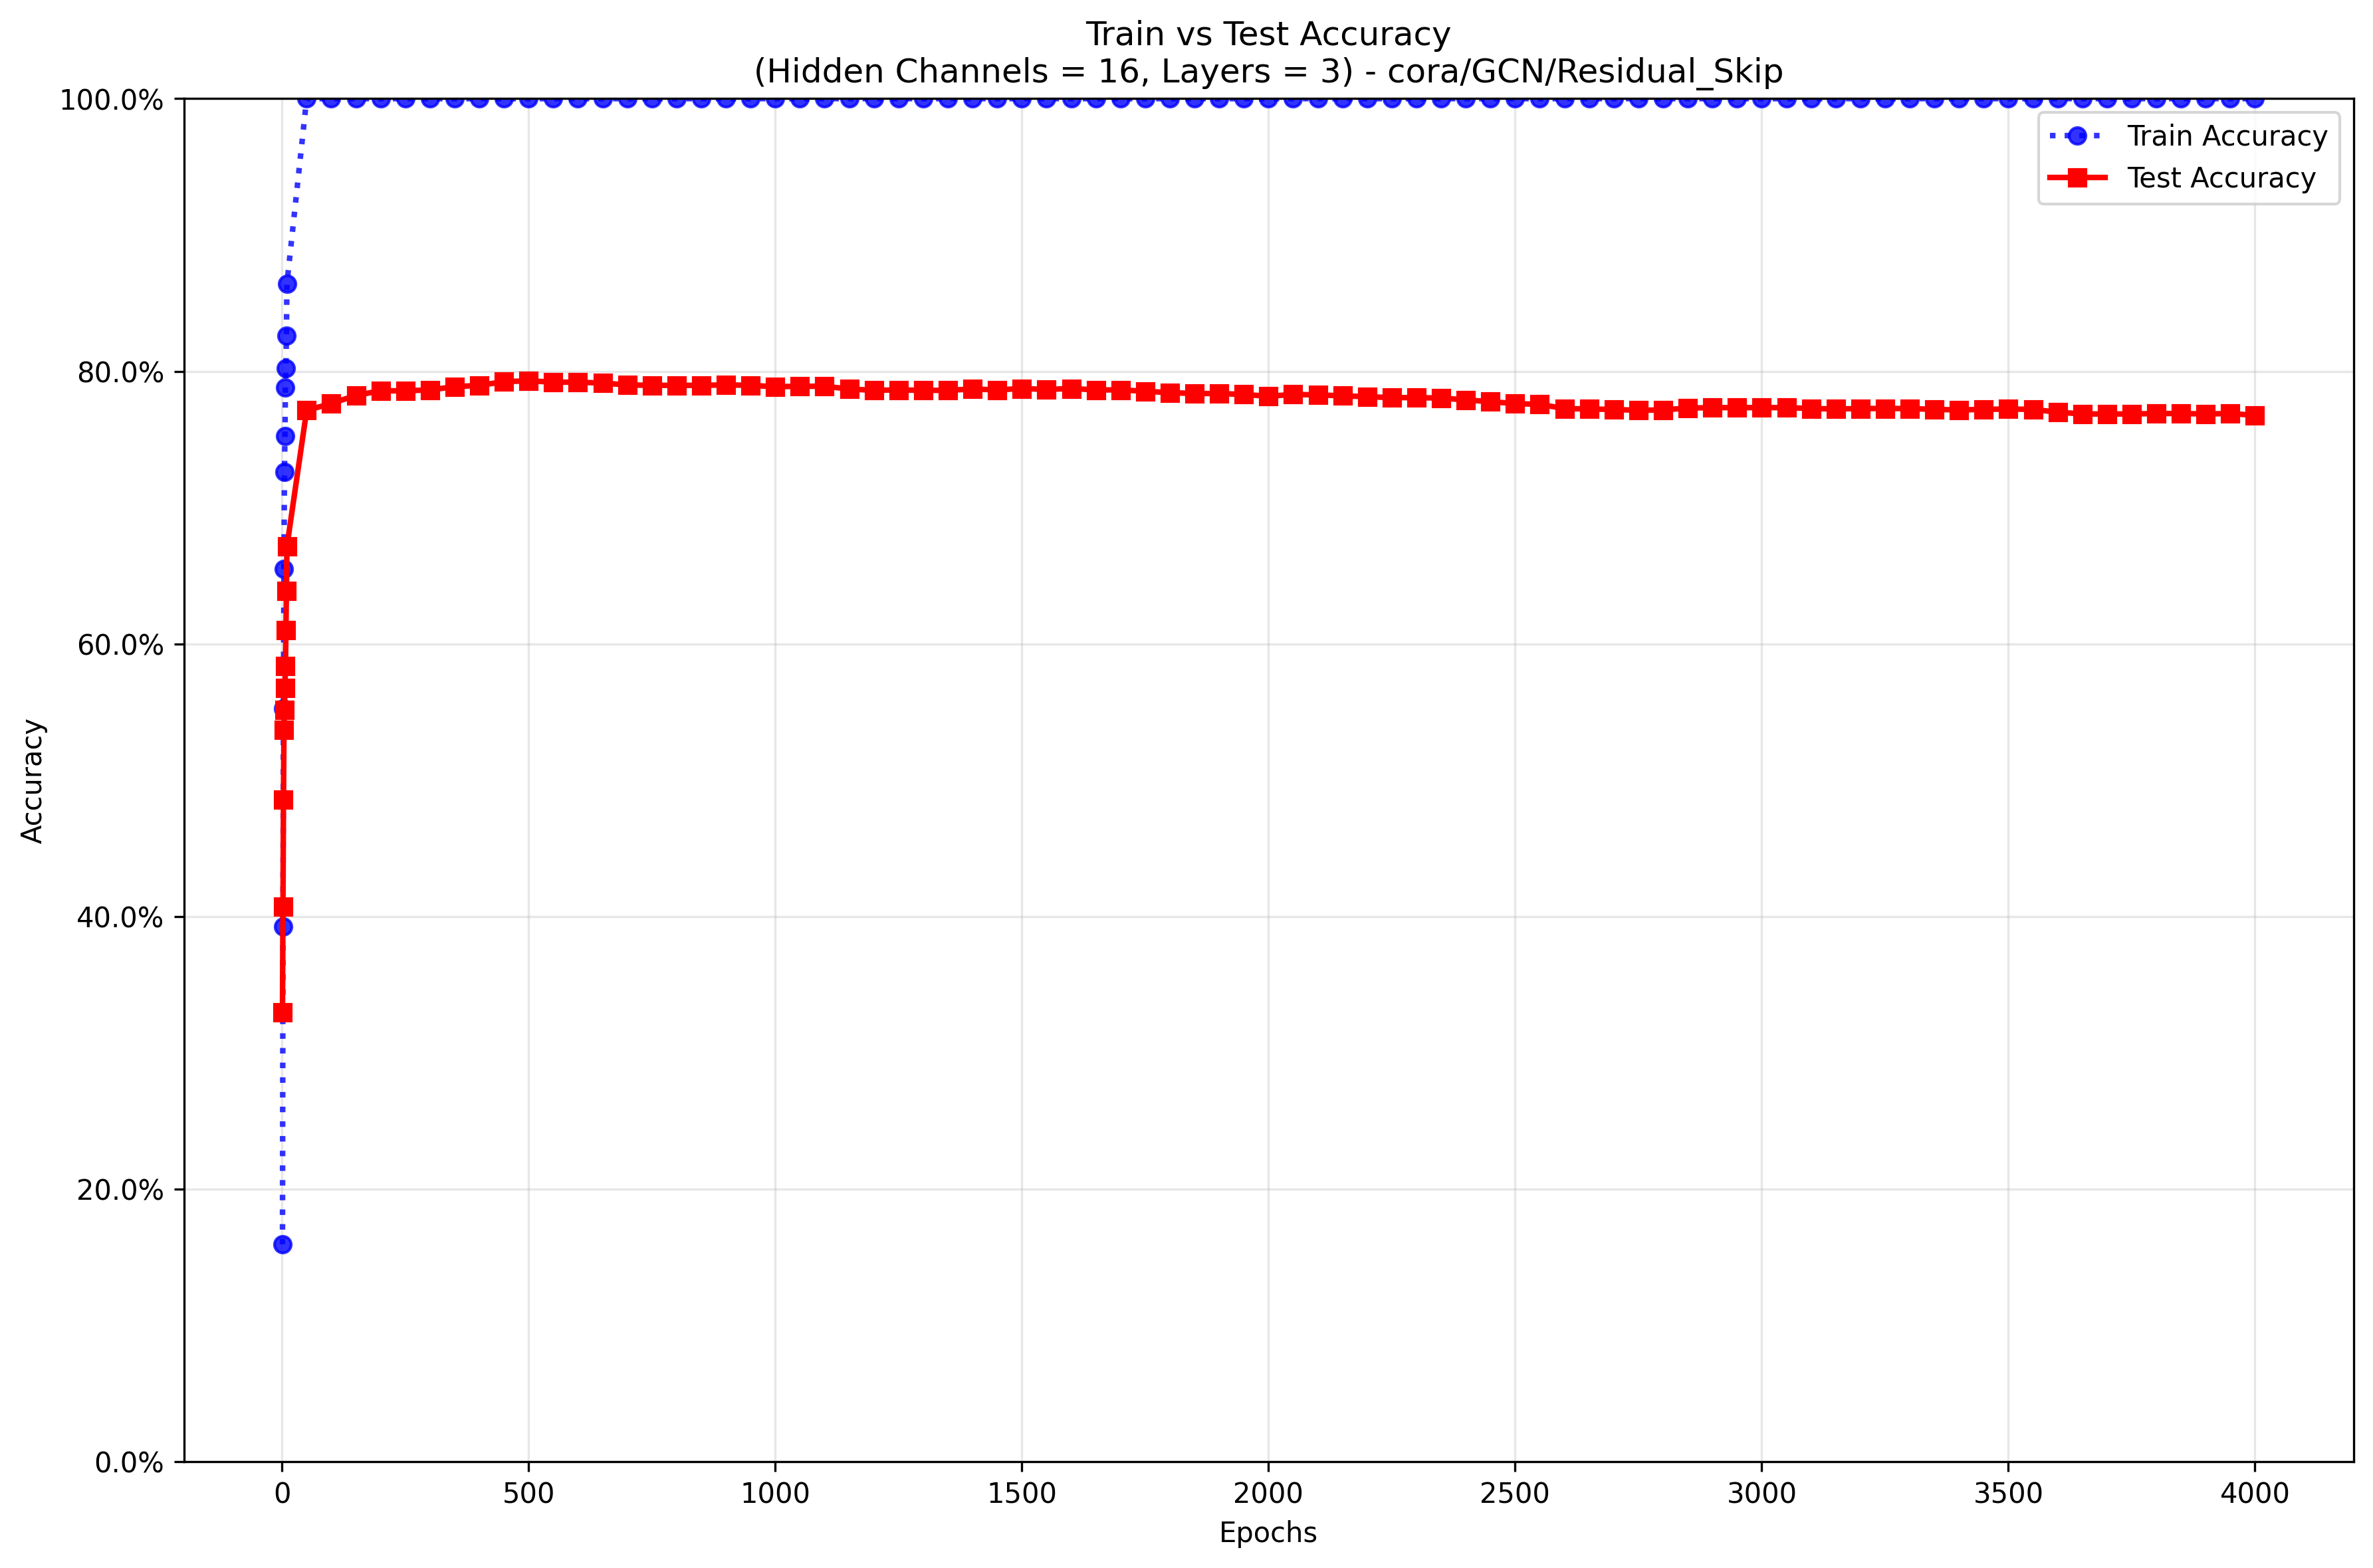 Train vs Test Accuracy
(Hidden Channels = 16, Layers = 3) - cora/GCN/Residual_Skip
100.0%
80.0%
60.0%
40.0%
20.0%
0.0%
Accuracy
Train Accuracy
Test Accuracy
0 500 1000 1500 2000 2500 3000 3500 4000
Epochs